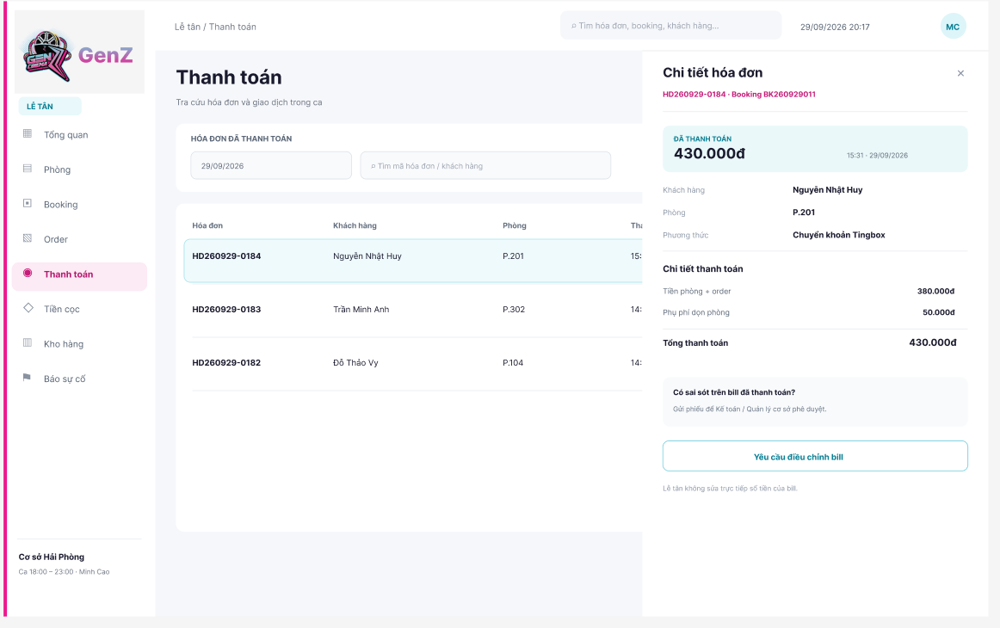 GEN Z
GenZ
LỄ TÂN
Tổng quan
Phòng
Booking
Order
Thanh toán
Tiền cọc
Kho hàng
Báo sự cố
Cơ sở Hải Phòng
Ca 18:00 – 23:00 · Minh Cao
Lễ tân / Thanh toán
Tìm hóa đơn, booking, khách hàng...
29/09/2026 20:17
MC
Thanh toán
Tra cứu hóa đơn và giao dịch trong ca
HÓA ĐƠN ĐÃ THANH TOÁN
29/09/2026
Tìm mã hóa đơn / khách hàng
Hóa đơn Khách hàng Phòng Tha
HD260929-0184 Nguyễn Nhật Huy P.201 15:
HD260929-0183 Trần Minh Anh P.302 14:
HD260929-0182 Đỗ Thảo Vy P.104 14:
Chi tiết hóa đơn ×
HD260929-0184 · Booking BK260929011
ĐÃ THANH TOÁN
430.000đ 15:31 · 29/09/2026
Khách hàng Nguyễn Nhật Huy
Phòng P.201
Phương thức Chuyển khoản Tingbox
Chi tiết thanh toán
Tiền phòng + order 380.000đ
Phụ phí dọn phòng 50.000đ
Tổng thanh toán 430.000đ
Có sai sót trên bill đã thanh toán?
Gửi phiếu để Kế toán / Quản lý cơ sở phê duyệt.
Yêu cầu điều chỉnh bill
Lễ tân không sửa trực tiếp số tiền của bill.